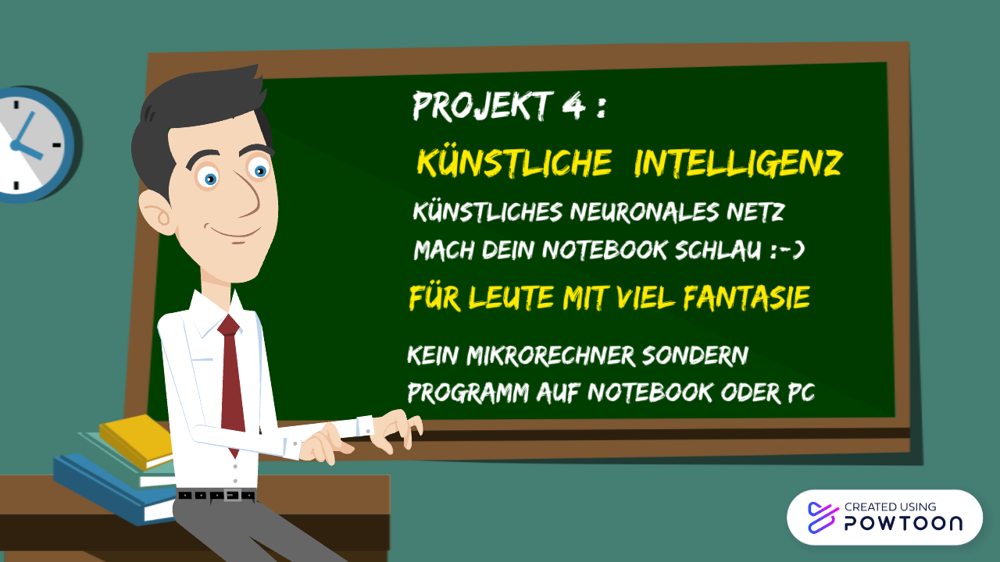 PROJEKT 4 :
KÜNSTLICHE INTELLIGENZ
KÜNSTLICHES NEURONALES NETZ
MACH DEIN NOTEBOOK SCHLAU :-)
FÜR LEUTE MIT VIEL FANTASIE
KEIN MIKRORECHNER SONDERN
PROGRAMM AUF NOTEBOOK ODER PC
CREATED USING
POWTOON